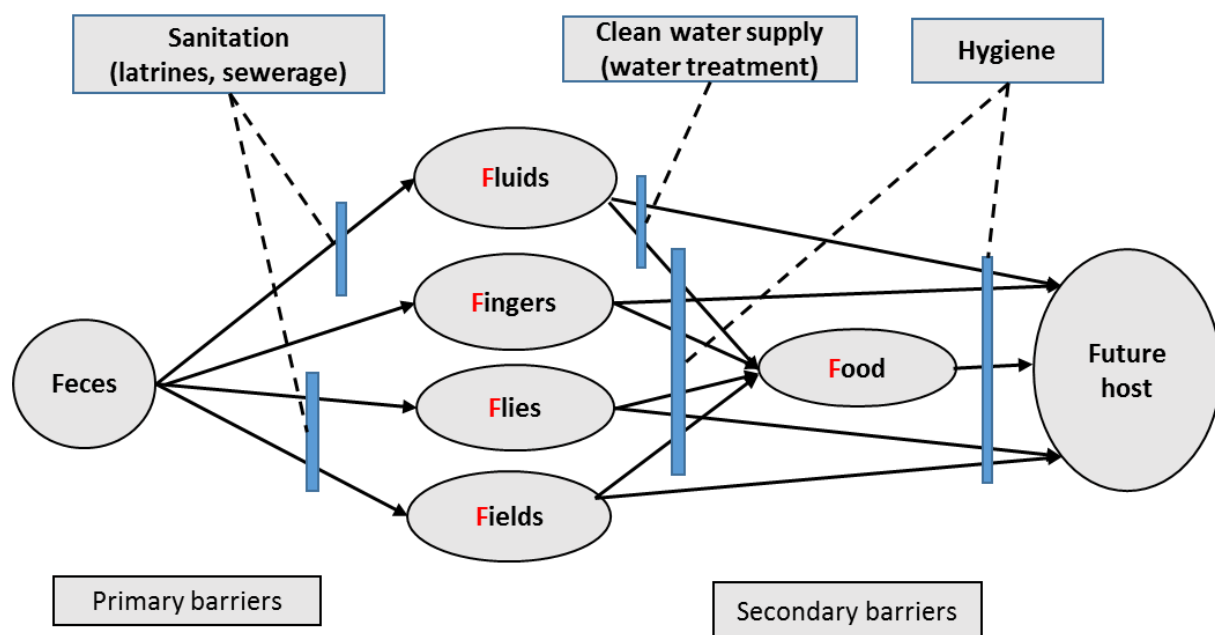 Sanitation
(latrines, sewerage)
Clean water supply
(water treatment)
Hygiene
Fluids
Fingers
Feces
Food
Future
host
Flies
Fields
Primary barriers
Secondary barriers